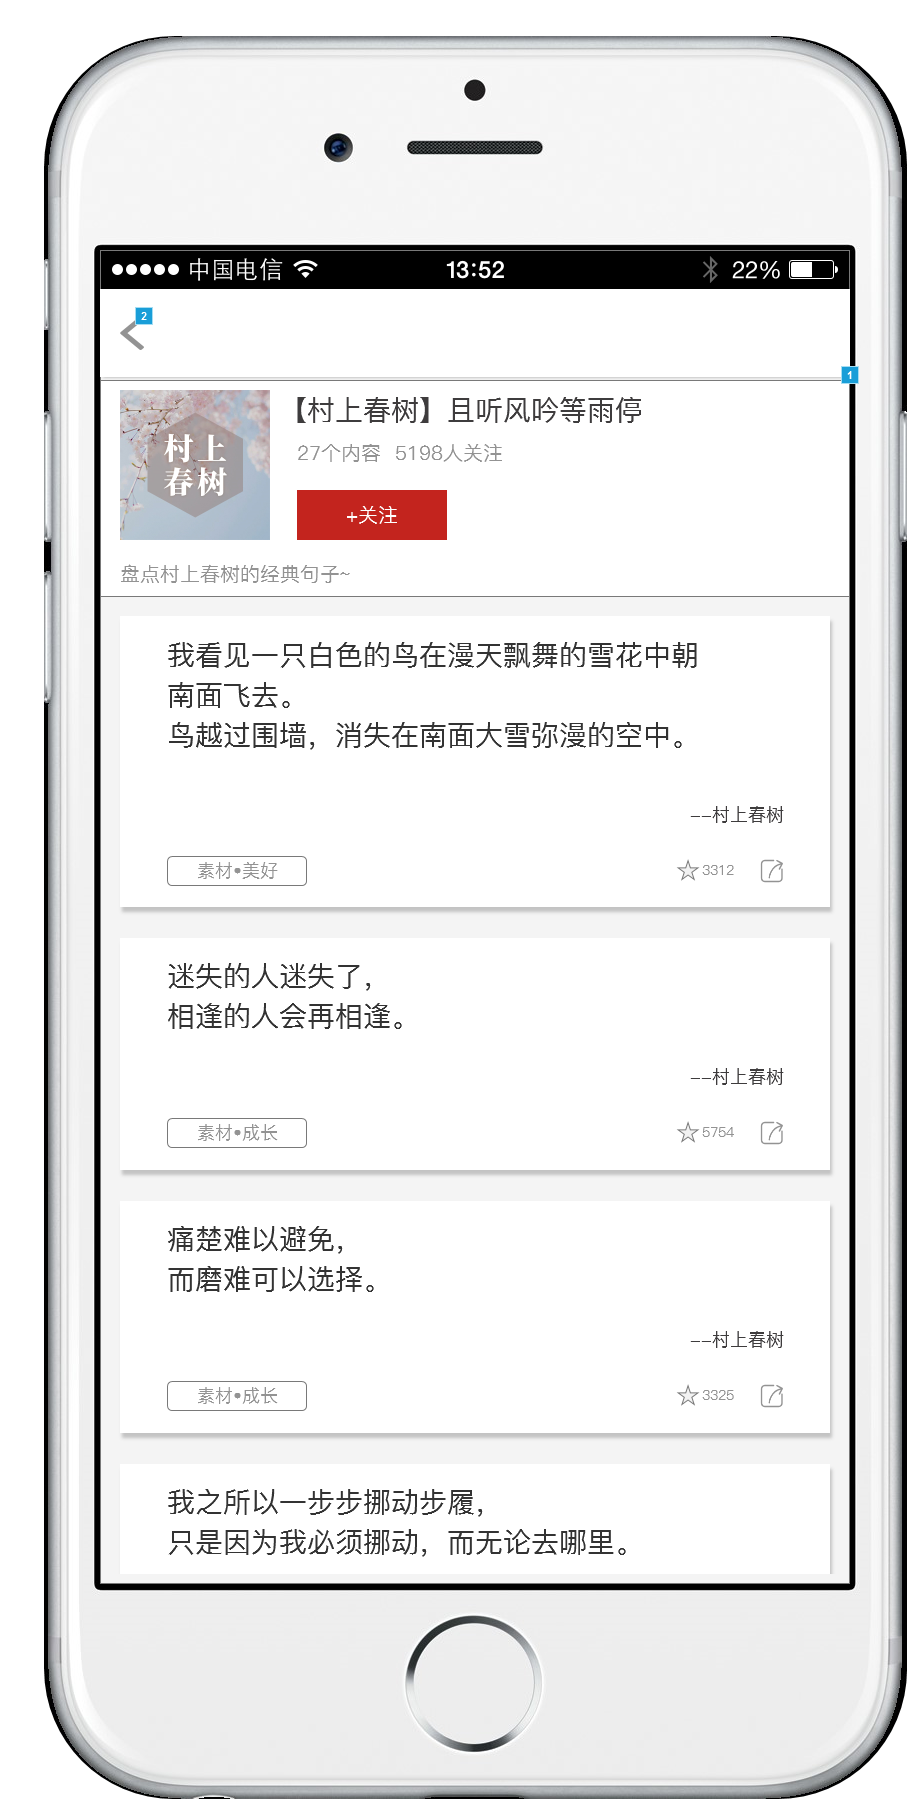 中国电信
13:52
22%
2
1
村上
春树
【村上春树】且听风吟等雨停
27个内容 5198人关注
+关注
盘点村上春树的经典句子~
我看见一只白色的鸟在漫天飘舞的雪花中朝
南面飞去。
鸟越过围墙，消失在南面大雪弥漫的空中。
--村上春树
素材•美好
3312
迷失的人迷失了，
相逢的人会再相逢。
--村上春树
素材•成长
5754
痛楚难以避免，
而磨难可以选择。
--村上春树
素材•成长
3325
我之所以一步步挪动步履，
只是因为我必须挪动，而无论去哪里。